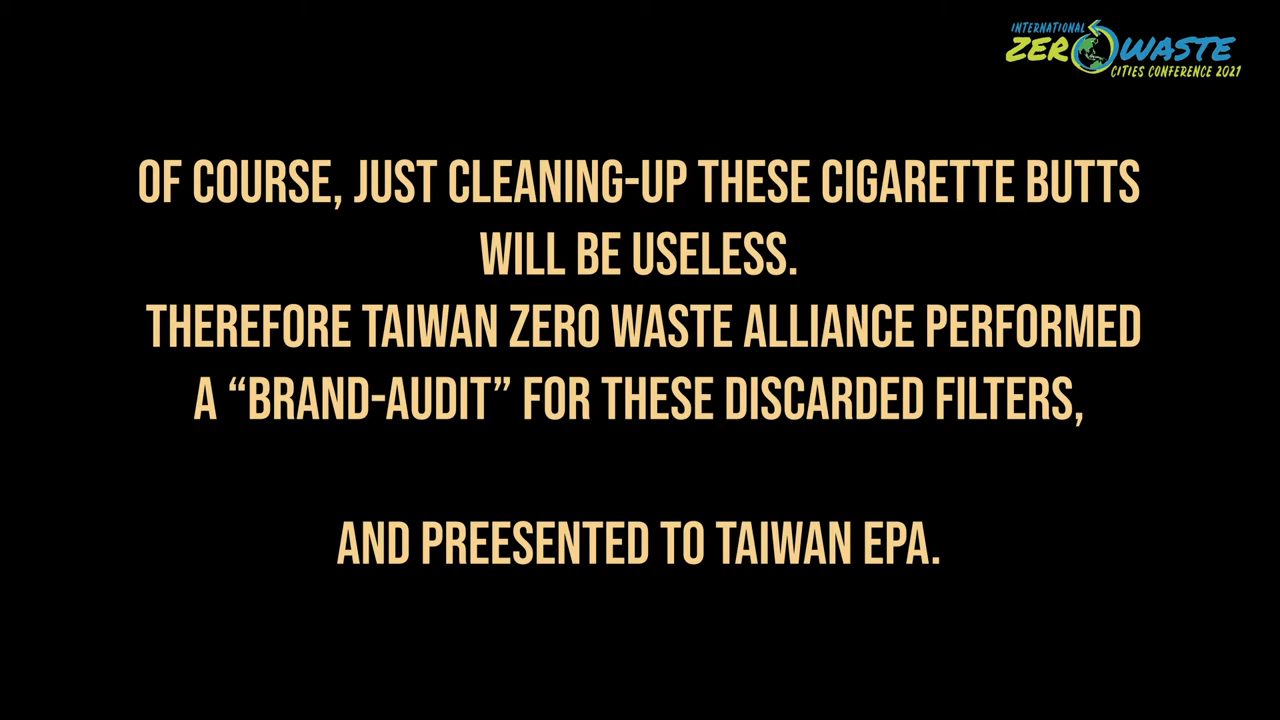 INTERNATIONAL
ZERO WASTE
CITIES CONFERENCE 2021
OF COURSE, JUST CLEANING-UP THESE CIGARETTE BUTTS
WILL BE USELESS.
THEREFORE TAIWAN ZERO WASTE ALLIANCE PERFORMED
A “BRAND-AUDIT” FOR THESE DISCARDED FILTERS,
AND PREESENTED TO TAIWAN EPA.